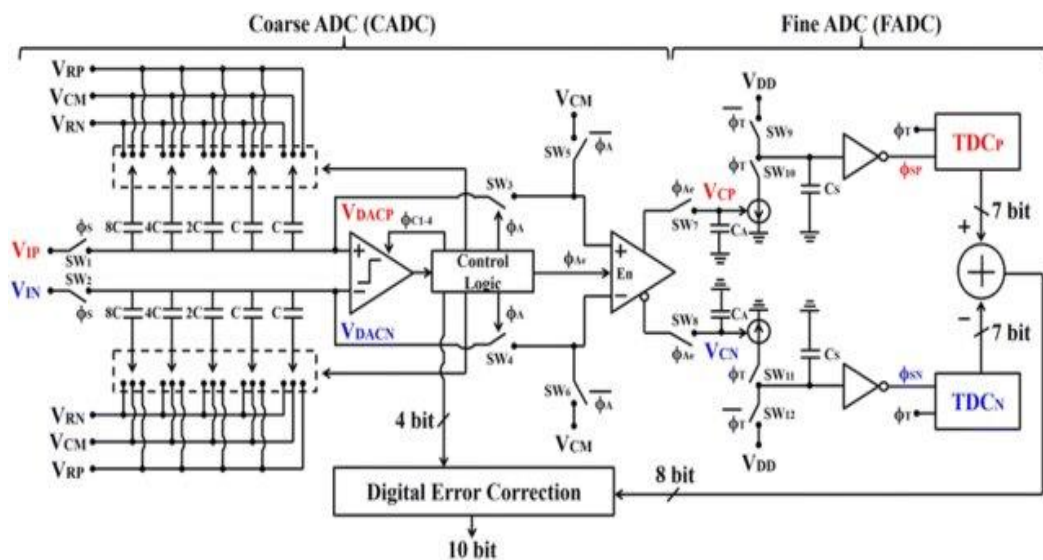 Coarse ADC (CADC)
Fine ADC (FADC)
VRP
VCM
VRN
VCM
SW5
ϕA
VDD
ϕT
SW9
ϕT
SW10
CS
ϕT
ϕSP
TDCP
8C
4C
2C
C
C
VDACP
ϕC1-4
SW3
ϕA
ϕAe
SW7
VCP
CA
7 bit
VIP
ϕS
SW1
+
Control
Logic
ϕAe
+
En
+
VIN
SW2
ϕS
−
−
−
8C
4C
2C
C
C
VDACN
ϕA
SW4
CA
SW8
ϕAe
VCN
7 bit
CS
ϕT
SW11
ϕSN
TDCN
ϕT
SW6
ϕA
ϕT
SW12
VRN
VCM
VRP
4 bit
VCM
VDD
8 bit
Digital Error Correction
10 bit